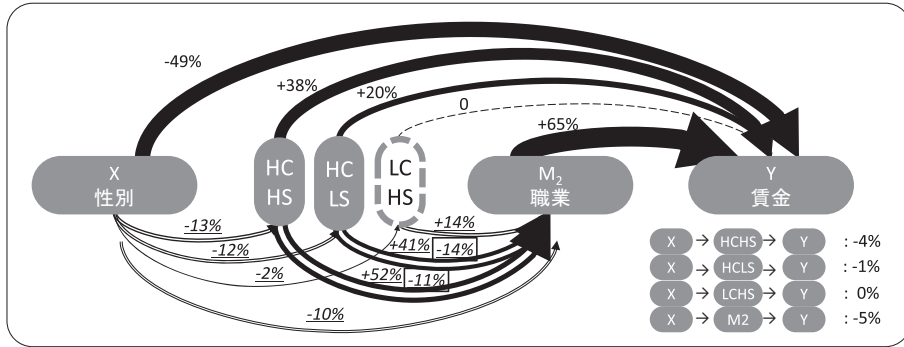 -49%
+38%
+20%
0
+65%
X
性別
HC
HS
HC
LS
LC
HS
M₂
職業
Y
賃金
-13%
-12%
-2%
-10%
+14%
+41% -14%
+52% -11%
X → HCHS → Y : -4%
X → HCLS → Y : -1%
X → LCHS → Y : 0%
X → M2 → Y : -5%